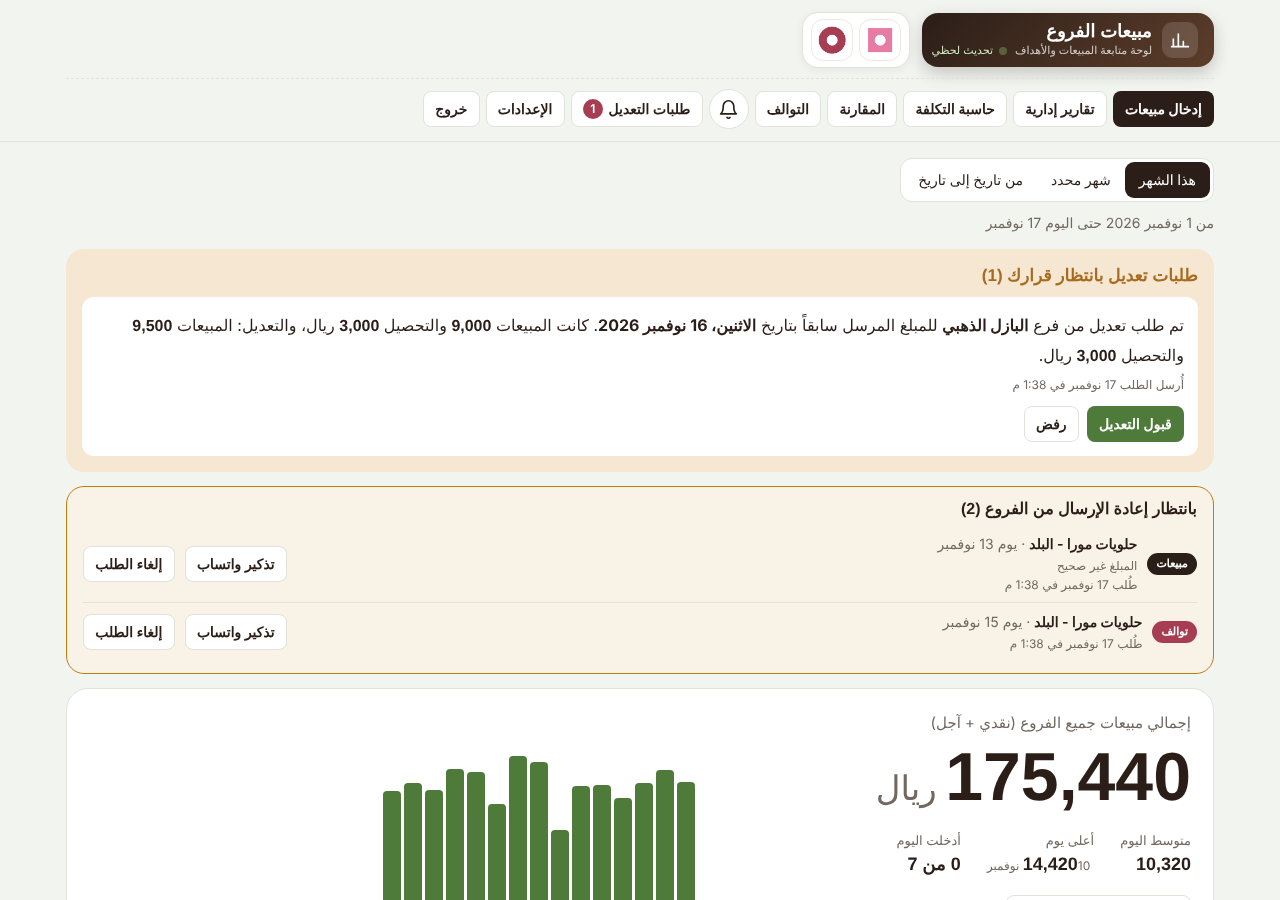 مبيعات الفروع
لوحة متابعة المبيعات والأهداف تحديث لحظي
إدخال مبيعات تقارير إدارية حاسبة التكلفة المقارنة التوالف طلبات التعديل 1 الإعدادات خروج
هذا الشهر شهر محدد من تاريخ إلى تاريخ
من 1 نوفمبر 2026 حتى اليوم 17 نوفمبر
طلبات تعديل بانتظار قرارك (1)
تم طلب تعديل من فرع البازل الذهبي للمبلغ المرسل سابقاً بتاريخ الاثنين، 16 نوفمبر 2026. كانت المبيعات 9,000 والتحصيل 3,000 ريال، والتعديل: المبيعات 9,500
والتحصيل 3,000 ريال.
أُرسل الطلب 17 نوفمبر في 1:38 م
قبول التعديل رفض
بانتظار إعادة الإرسال من الفروع (2)
مبيعات حلويات مورا - البلد · يوم 13 نوفمبر
المبلغ غير صحيح
طُلب 17 نوفمبر في 1:38 م
تذكير واتساب إلغاء الطلب
توالف حلويات مورا - البلد · يوم 15 نوفمبر
طُلب 17 نوفمبر في 1:38 م
تذكير واتساب إلغاء الطلب
إجمالي مبيعات جميع الفروع (نقدي + آجل)
175,440 ريال
متوسط اليوم أعلى يوم أدخلت اليوم
10,320 14,420 10 نوفمبر 0 من 7